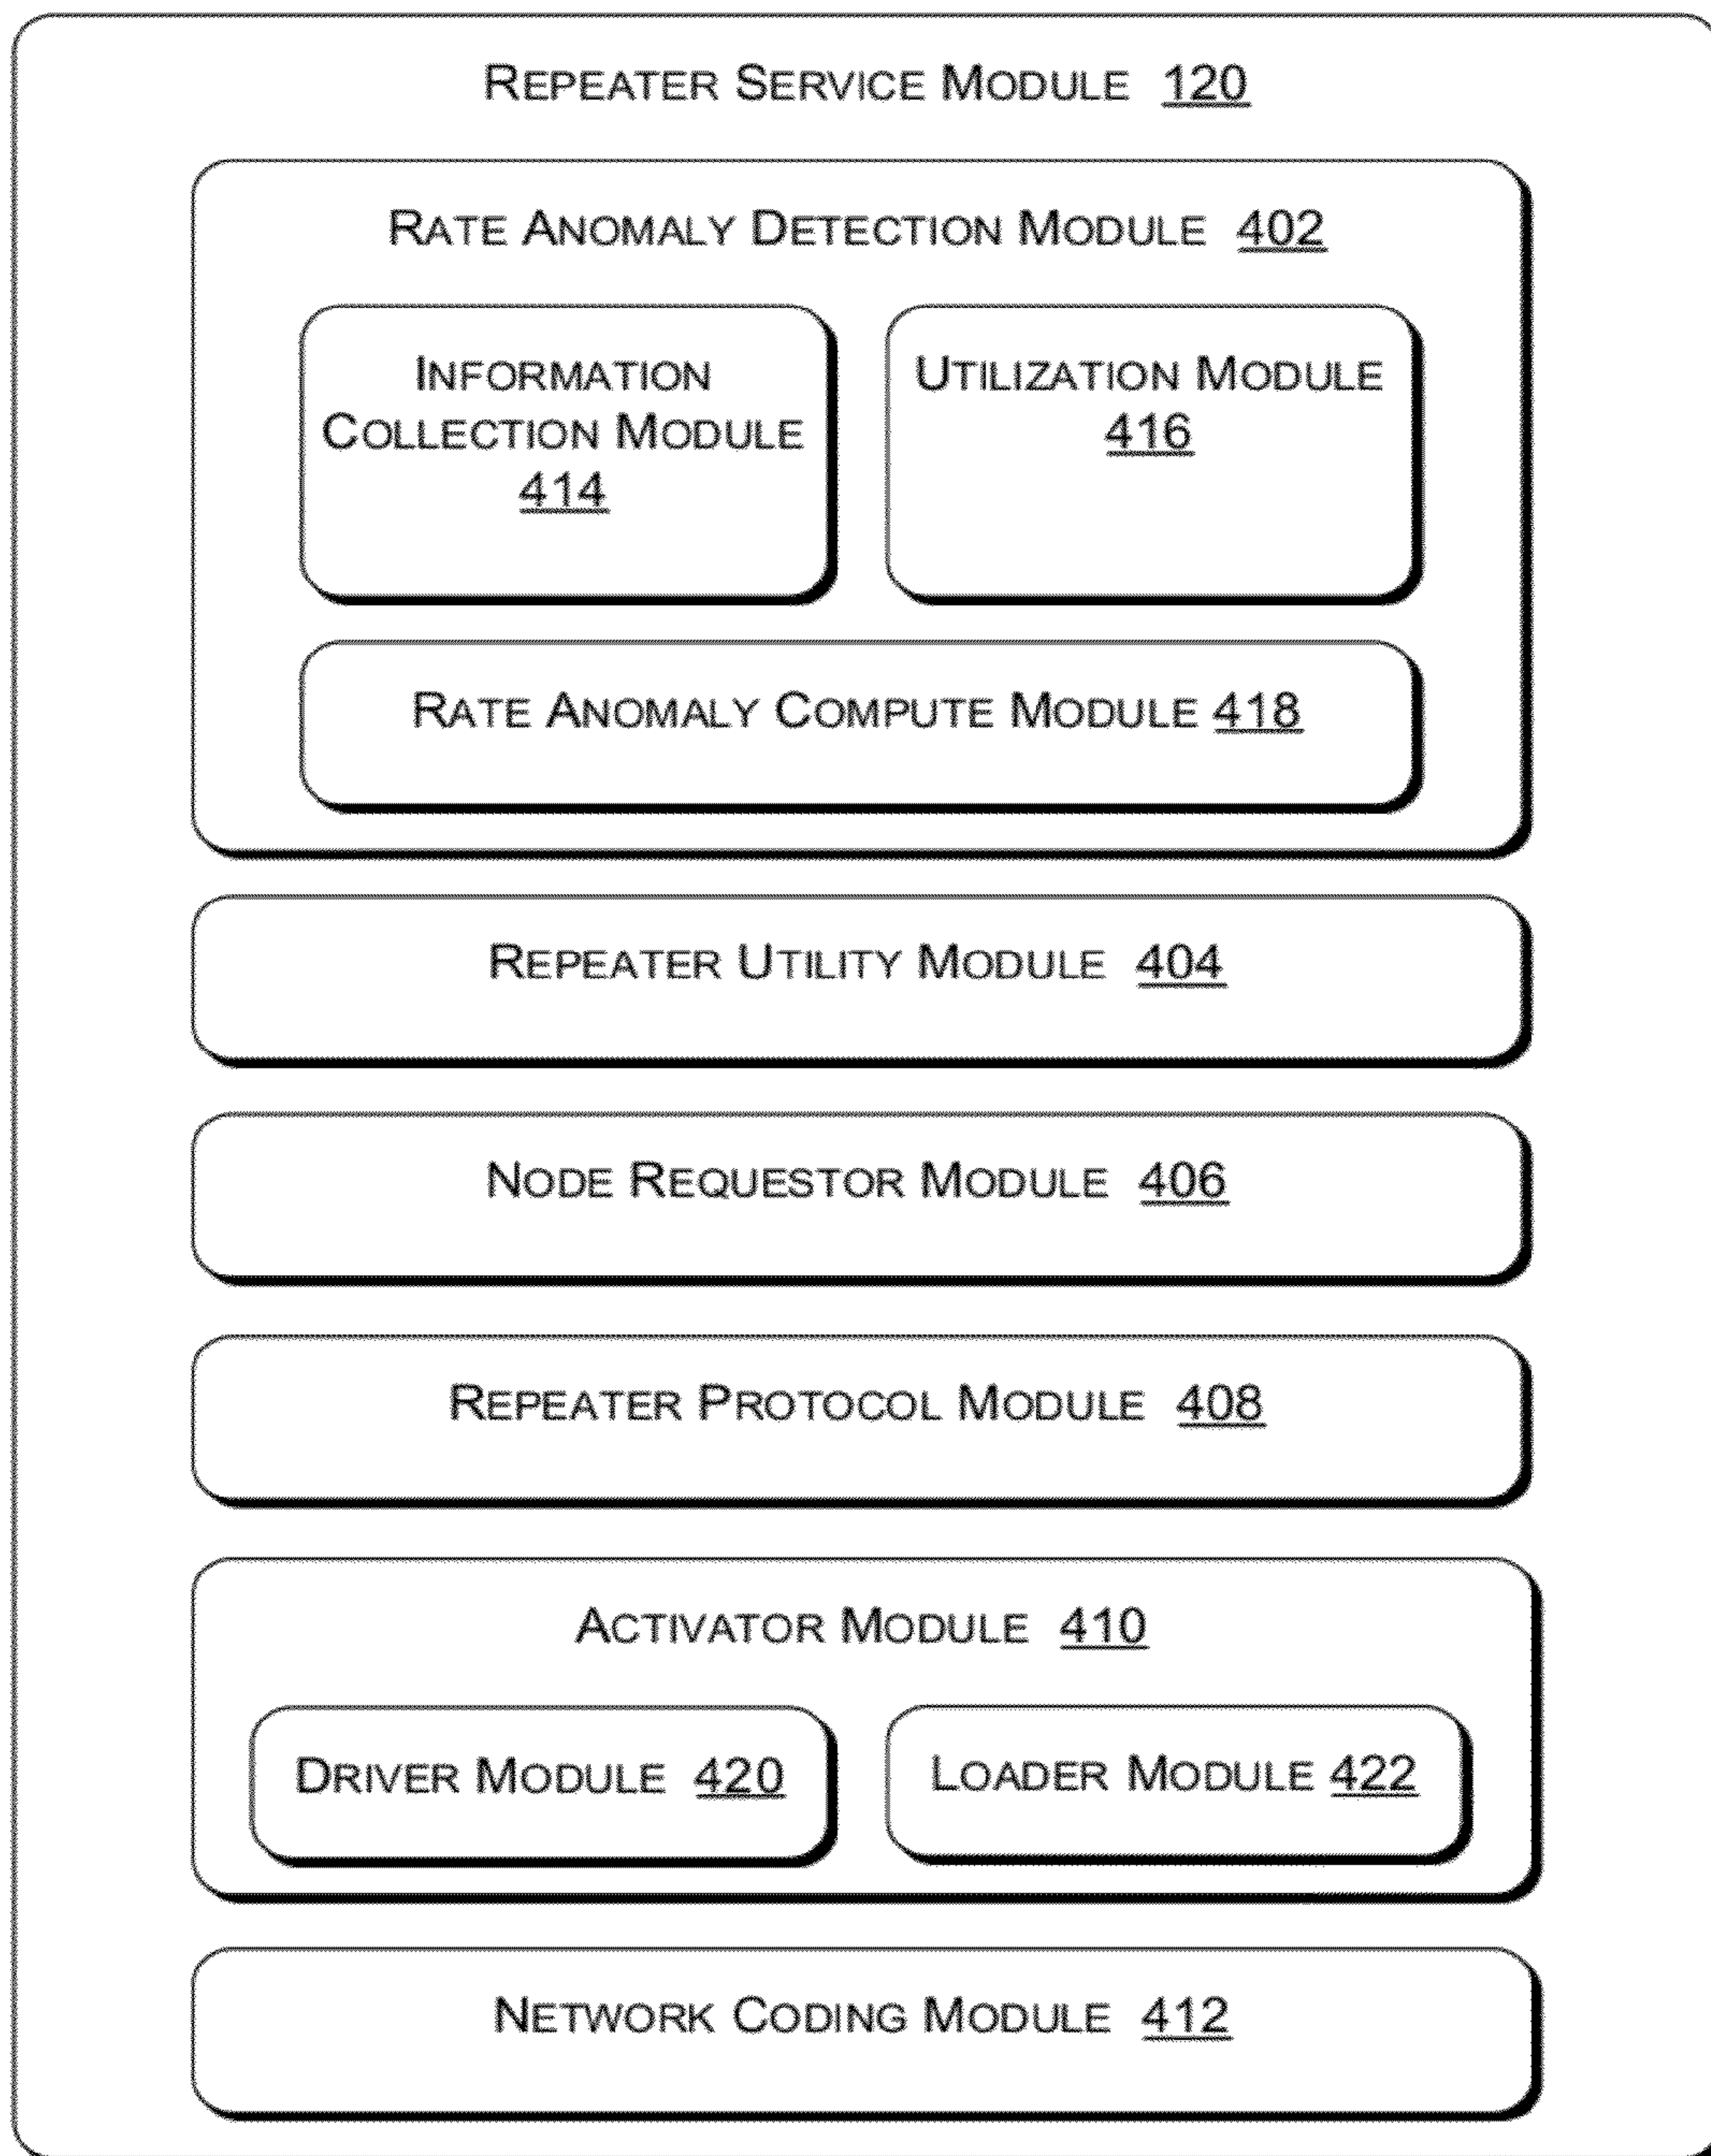 REPEATER SERVICE MODULE 120
RATE ANOMALY DETECTION MODULE 402
INFORMATION
COLLECTION MODULE
414
UTILIZATION MODULE
416
RATE ANOMALY COMPUTE MODULE 418
REPEATER UTILITY MODULE 404
NODE REQUESTOR MODULE 406
REPEATER PROTOCOL MODULE 408
ACTIVATOR MODULE 410
DRIVER MODULE 420
LOADER MODULE 422
NETWORK CODING MODULE 412